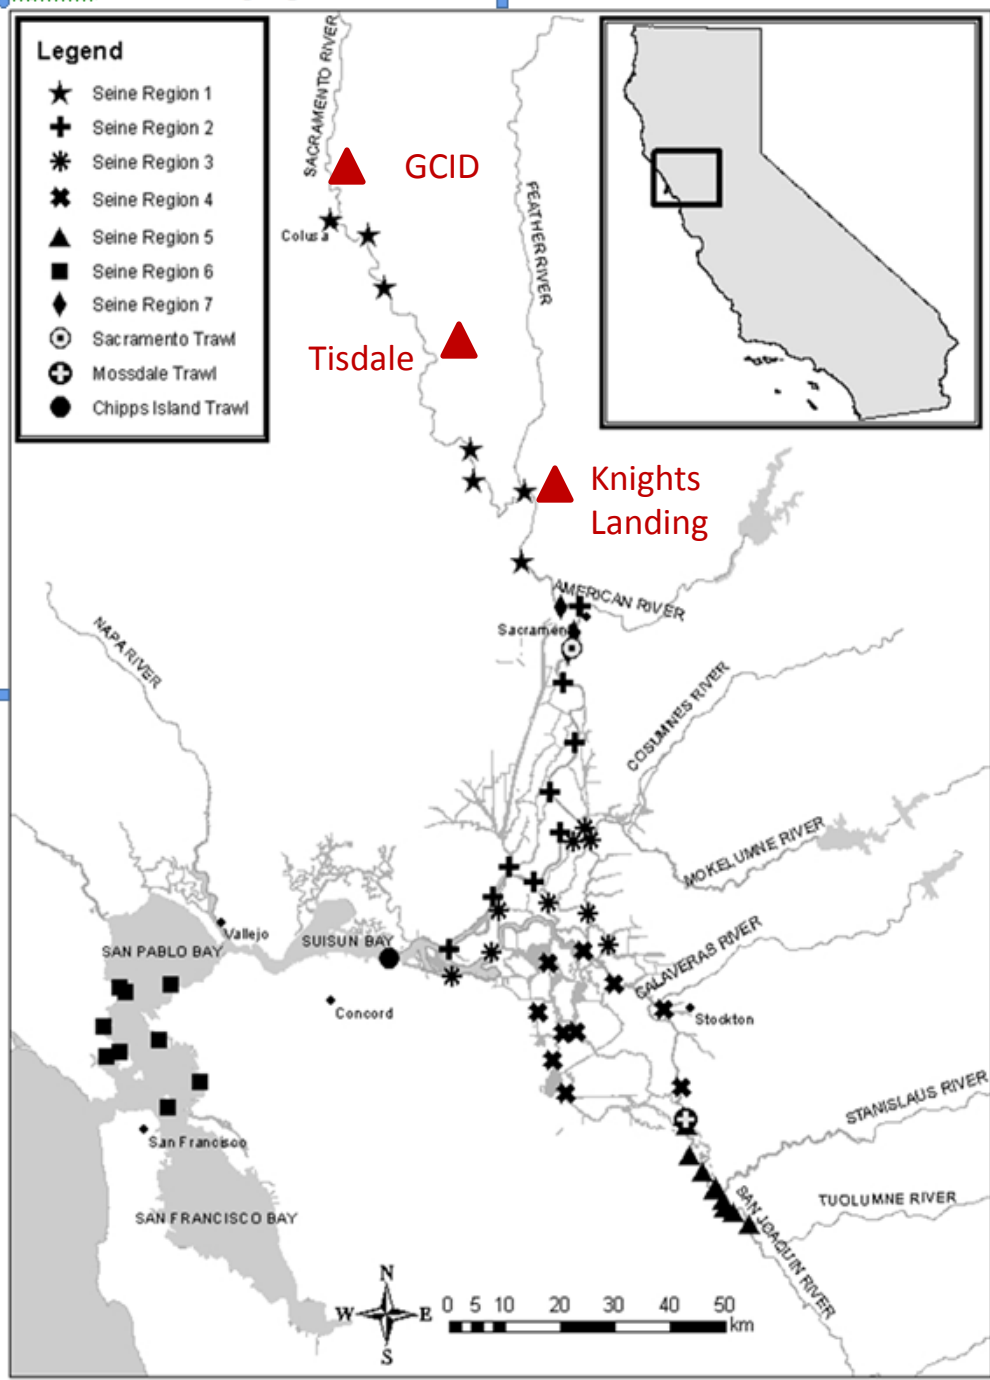 Legend
Seine Region 1
Seine Region 2
Seine Region 3
Seine Region 4
Seine Region 5
Seine Region 6
Seine Region 7
Sacramento Trawl
Mossdale Trawl
Chipps Island Trawl
SACRAMENTO RIVER
GCID
Colusa
FEATHER RIVER
Tisdale
Knights
Landing
AMERICAN RIVER
Sacramen
NAPA RIVER
COSUMNES RIVER
MOKELUMNE RIVER
CALAVERAS RIVER
Vallejo
SUISUN BAY
SAN PABLO BAY
Concord
Stockton
STANISLAUS RIVER
San Francisco
TUOLUMNE RIVER
SAN JOAQUIN RIVER
SAN FRANCISCO BAY
N
W E
S
0 5 10 20 30 40 50
km